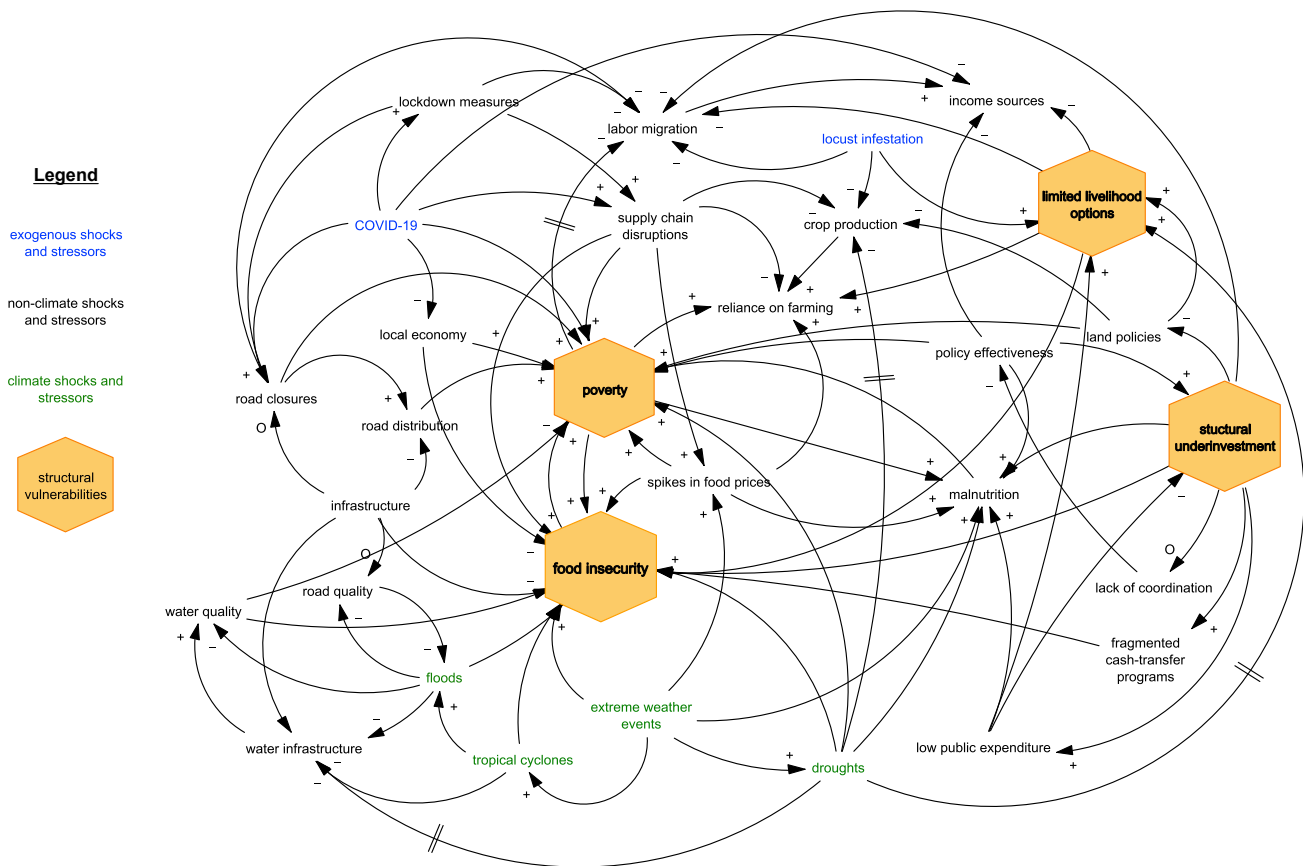 Legend
exogenous shocks
and stressors
non-climate shocks
and stressors
climate shocks and
stressors
structural
vulnerabilities
lockdown measures
labor migration
income sources
locust infestation
limited livelihood
options
COVID-19
supply chain
disruptions
crop production
reliance on farming
local economy
land policies
policy effectiveness
poverty
road closures
road distribution
stuctural
underinvestment
spikes in food prices
malnutrition
infrastructure
food insecurity
road quality
lack of coordination
water quality
fragmented
cash-transfer
programs
floods
extreme weather
events
water infrastructure
tropical cyclones
droughts
low public expenditure